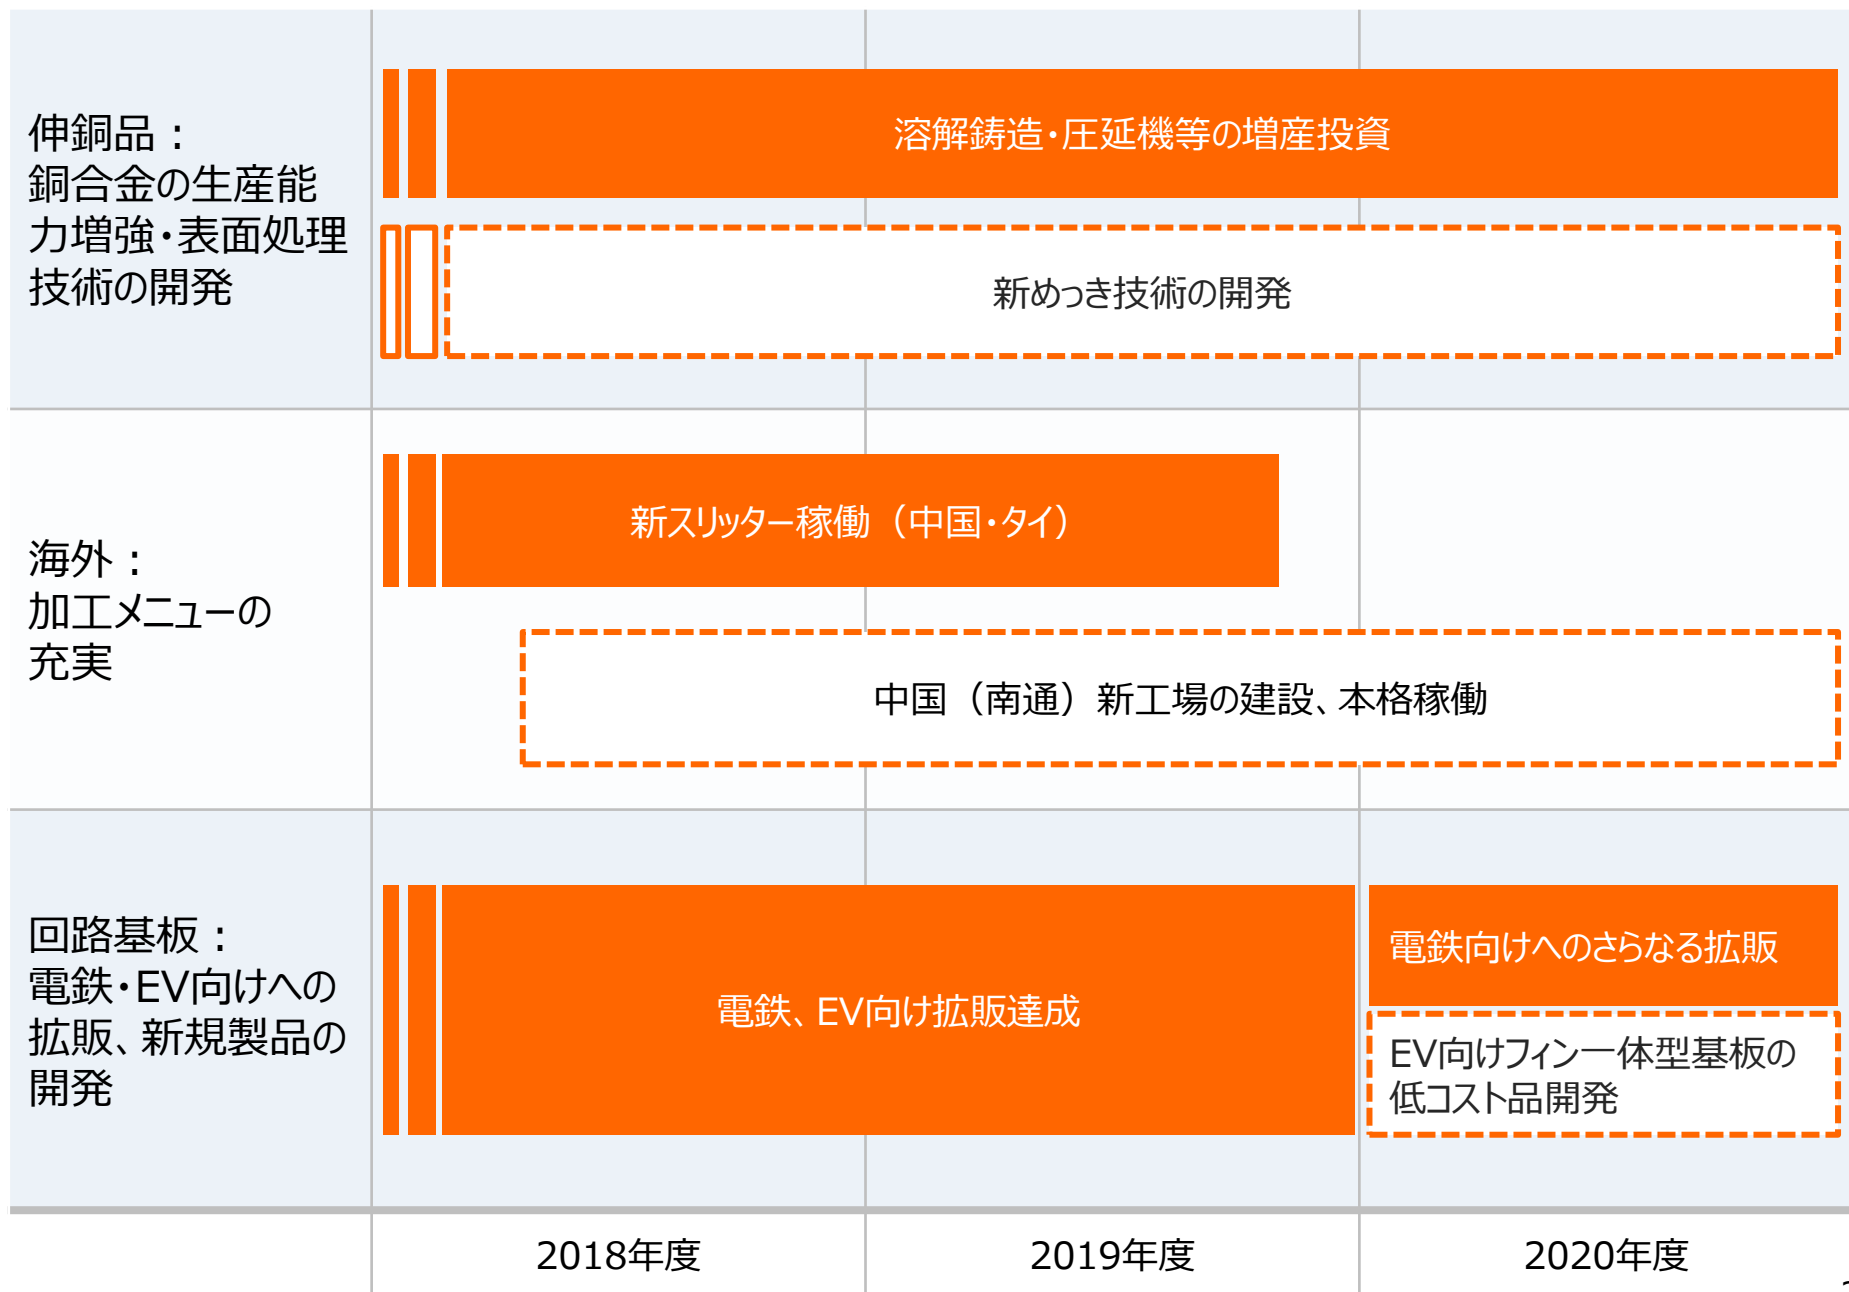 伸銅品：
銅合金の生産能
力増強・表面処理
技術の開発
溶解鋳造・圧延機等の増産投資
新めっき技術の開発
海外：
加工メニューの
充実
新スリッター稼働（中国・タイ）
中国（南通）新工場の建設、本格稼働
回路基板：
電鉄・EV向けへの
拡販、新規製品の
開発
電鉄、EV向け拡販達成
電鉄向けへのさらなる拡販
EV向けフィン一体型基板の
低コスト品開発
2018年度
2019年度
2020年度